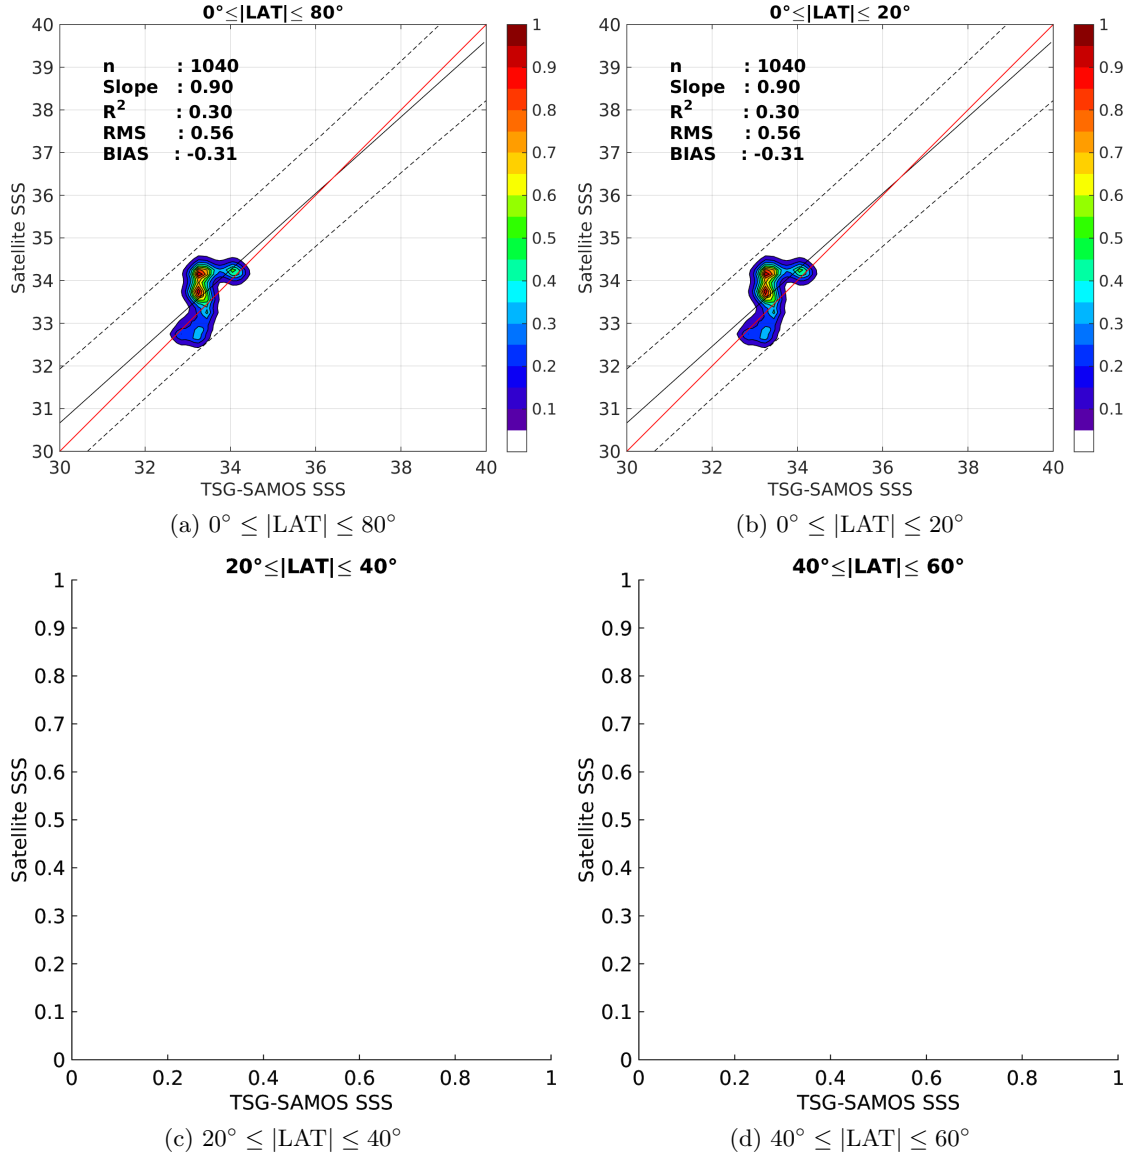 0°≤|LAT|≤ 80°
n : 1040
Slope : 0.90
R² : 0.30
RMS : 0.56
BIAS : -0.31
40
39
38
37
36
35
34
33
32
31
30
30 32 34 36 38 40
Satellite SSS
TSG-SAMOS SSS
1
0.9
0.8
0.7
0.6
0.5
0.4
0.3
0.2
0.1
(a) 0° ≤ |LAT| ≤ 80°
0°≤|LAT|≤ 20°
n : 1040
Slope : 0.90
R² : 0.30
RMS : 0.56
BIAS : -0.31
40
39
38
37
36
35
34
33
32
31
30
30 32 34 36 38 40
Satellite SSS
TSG-SAMOS SSS
1
0.9
0.8
0.7
0.6
0.5
0.4
0.3
0.2
0.1
(b) 0° ≤ |LAT| ≤ 20°
20°≤|LAT|≤ 40°
1
0.9
0.8
0.7
0.6
0.5
0.4
0.3
0.2
0.1
0
0 0.2 0.4 0.6 0.8 1
Satellite SSS
TSG-SAMOS SSS
(c) 20° ≤ |LAT| ≤ 40°
40°≤|LAT|≤ 60°
1
0.9
0.8
0.7
0.6
0.5
0.4
0.3
0.2
0.1
0
0 0.2 0.4 0.6 0.8 1
Satellite SSS
TSG-SAMOS SSS
(d) 40° ≤ |LAT| ≤ 60°